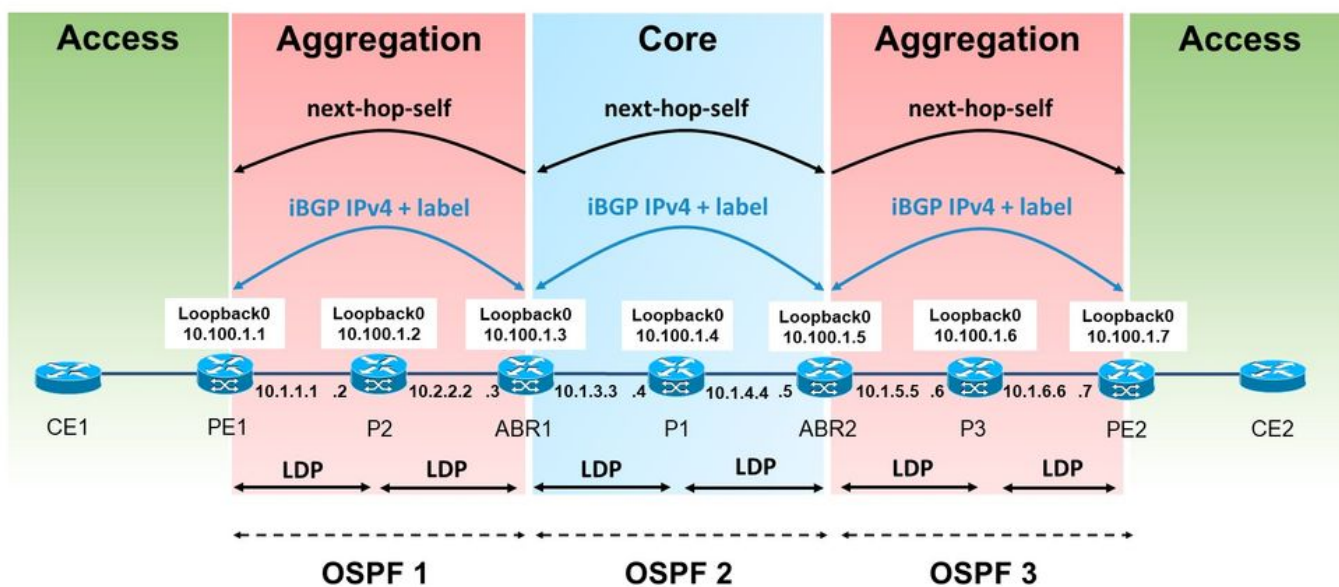 Access
Aggregation
Core
Aggregation
Access
next-hop-self
next-hop-self
next-hop-self
iBGP IPv4 + label
iBGP IPv4 + label
iBGP IPv4 + label
Loopback0
10.100.1.1
Loopback0
10.100.1.2
Loopback0
10.100.1.3
Loopback0
10.100.1.4
Loopback0
10.100.1.5
Loopback0
10.100.1.6
Loopback0
10.100.1.7
10.1.1.1 .2
10.2.2.2 .3
10.1.3.3 .4
10.1.4.4 .5
10.1.5.5 .6
10.1.6.6 .7
CE1
PE1
P2
ABR1
P1
ABR2
P3
PE2
CE2
LDP
LDP
LDP
LDP
LDP
LDP
OSPF 1
OSPF 2
OSPF 3